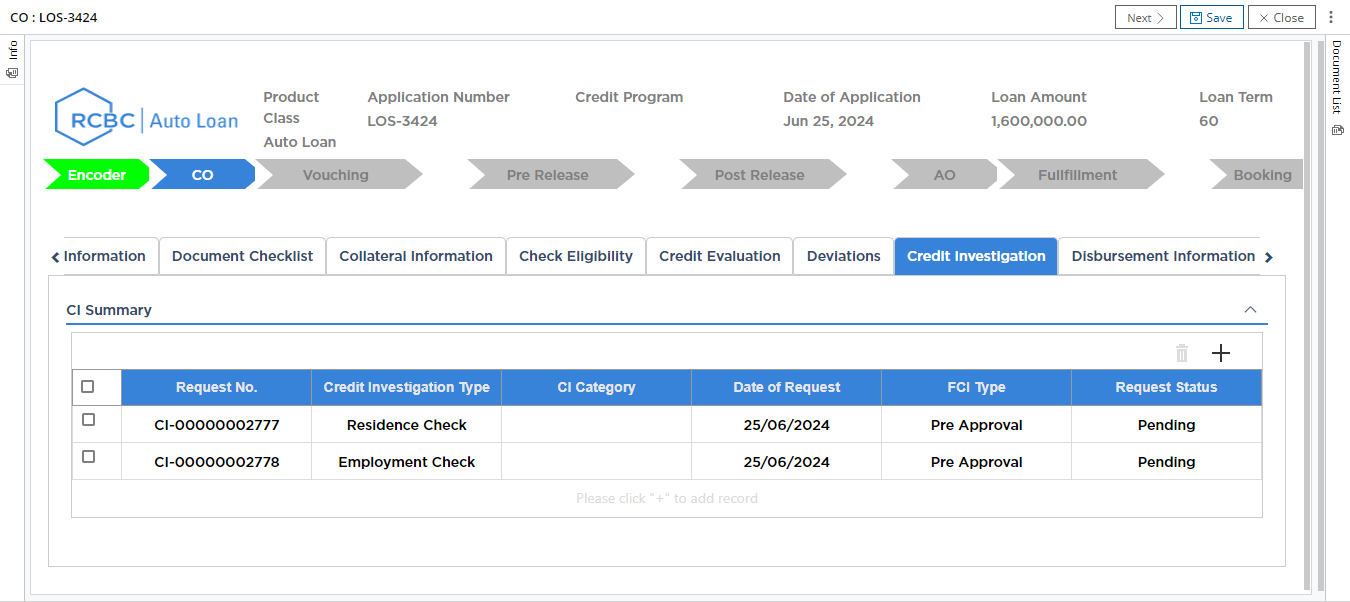 CO : LOS-3424
Next
Save
Close
Info
Document List
RCBC Auto Loan
Product Class
Auto Loan
Application Number
LOS-3424
Credit Program
Date of Application
Jun 25, 2024
Loan Amount
1,600,000.00
Loan Term
60
Encoder CO Vouching Pre Release Post Release AO Fullfillment Booking
Information Document Checklist Collateral Information Check Eligibility Credit Evaluation Deviations Credit Investigation Disbursement Information
CI Summary
Request No. Credit Investigation Type CI Category Date of Request FCI Type Request Status
CI-00000002777 Residence Check 25/06/2024 Pre Approval Pending
CI-00000002778 Employment Check 25/06/2024 Pre Approval Pending
Please click "+" to add record